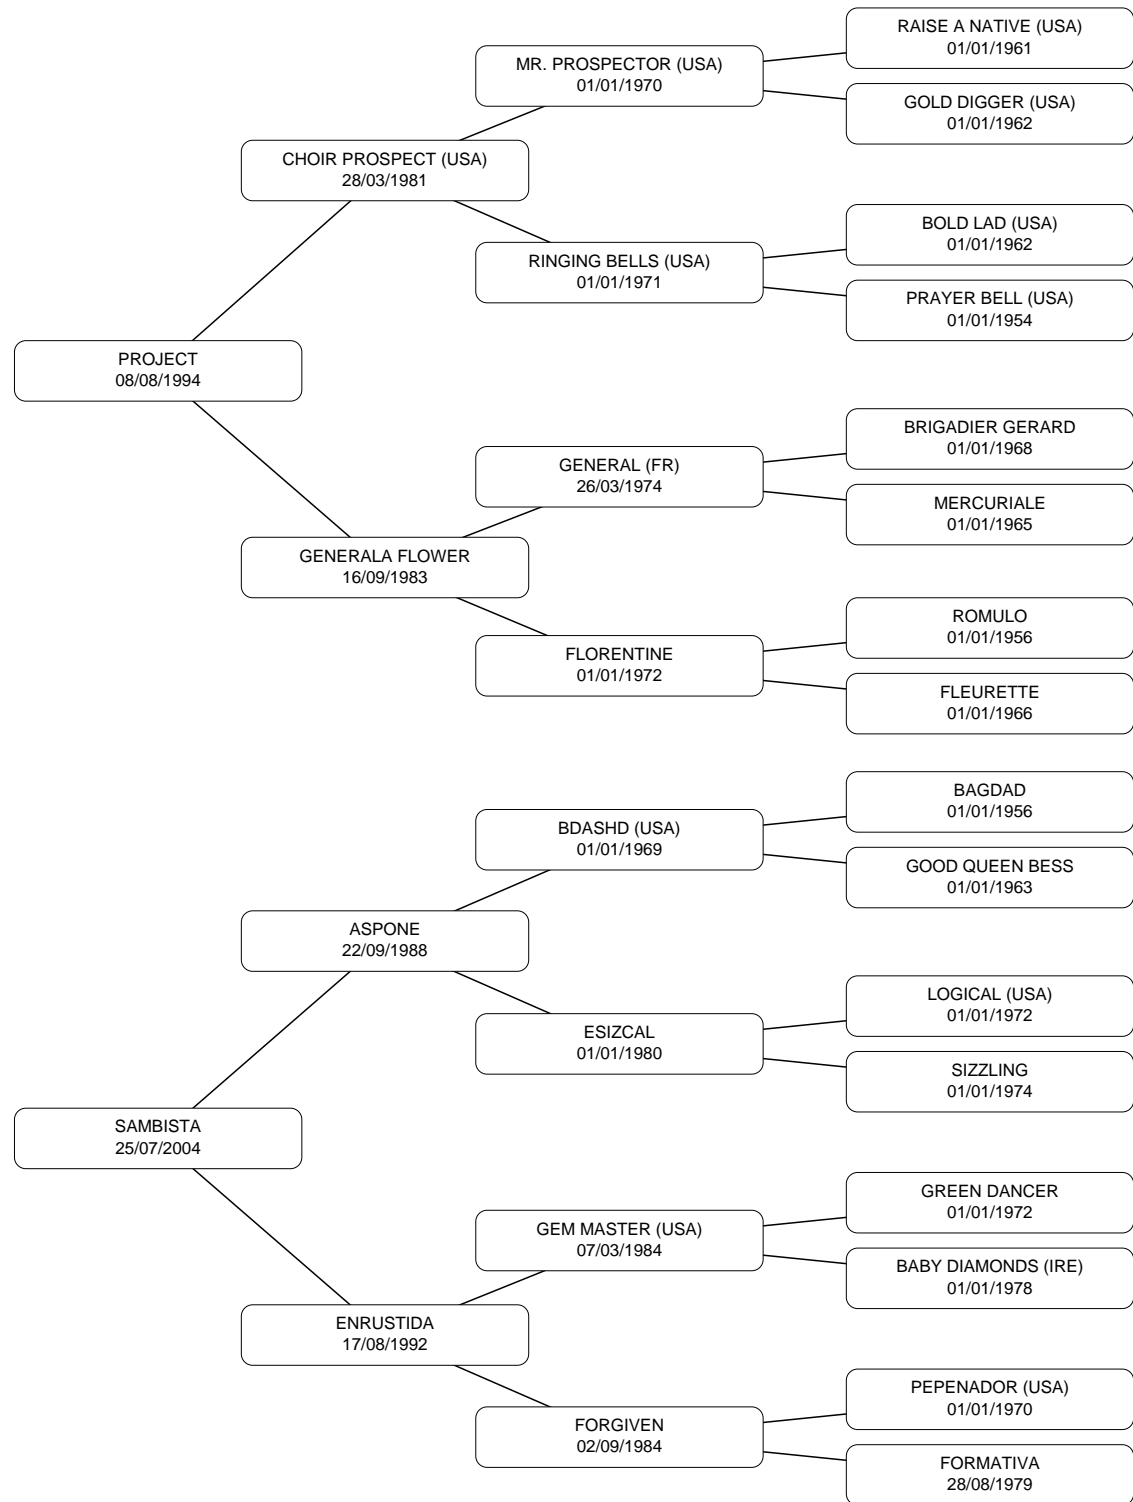 RAISE A NATIVE (USA)
01/01/1961
MR. PROSPECTOR (USA)
01/01/1970
GOLD DIGGER (USA)
01/01/1962
CHOIR PROSPECT (USA)
28/03/1981
BOLD LAD (USA)
01/01/1962
RINGING BELLS (USA)
01/01/1971
PRAYER BELL (USA)
01/01/1954
PROJECT
08/08/1994
BRIGADIER GERARD
01/01/1968
GENERAL (FR)
26/03/1974
MERCURIALE
01/01/1965
GENERALA FLOWER
16/09/1983
ROMULO
01/01/1956
FLORENTINE
01/01/1972
FLEURETTE
01/01/1966
BAGDAD
01/01/1956
BDASHD (USA)
01/01/1969
GOOD QUEEN BESS
01/01/1963
ASPONE
22/09/1988
LOGICAL (USA)
01/01/1972
ESIZCAL
01/01/1980
SIZZLING
01/01/1974
SAMBISTA
25/07/2004
GREEN DANCER
01/01/1972
GEM MASTER (USA)
07/03/1984
BABY DIAMONDS (IRE)
01/01/1978
ENRUSTIDA
17/08/1992
PEPENADOR (USA)
01/01/1970
FORGIVEN
02/09/1984
FORMATIVA
28/08/1979